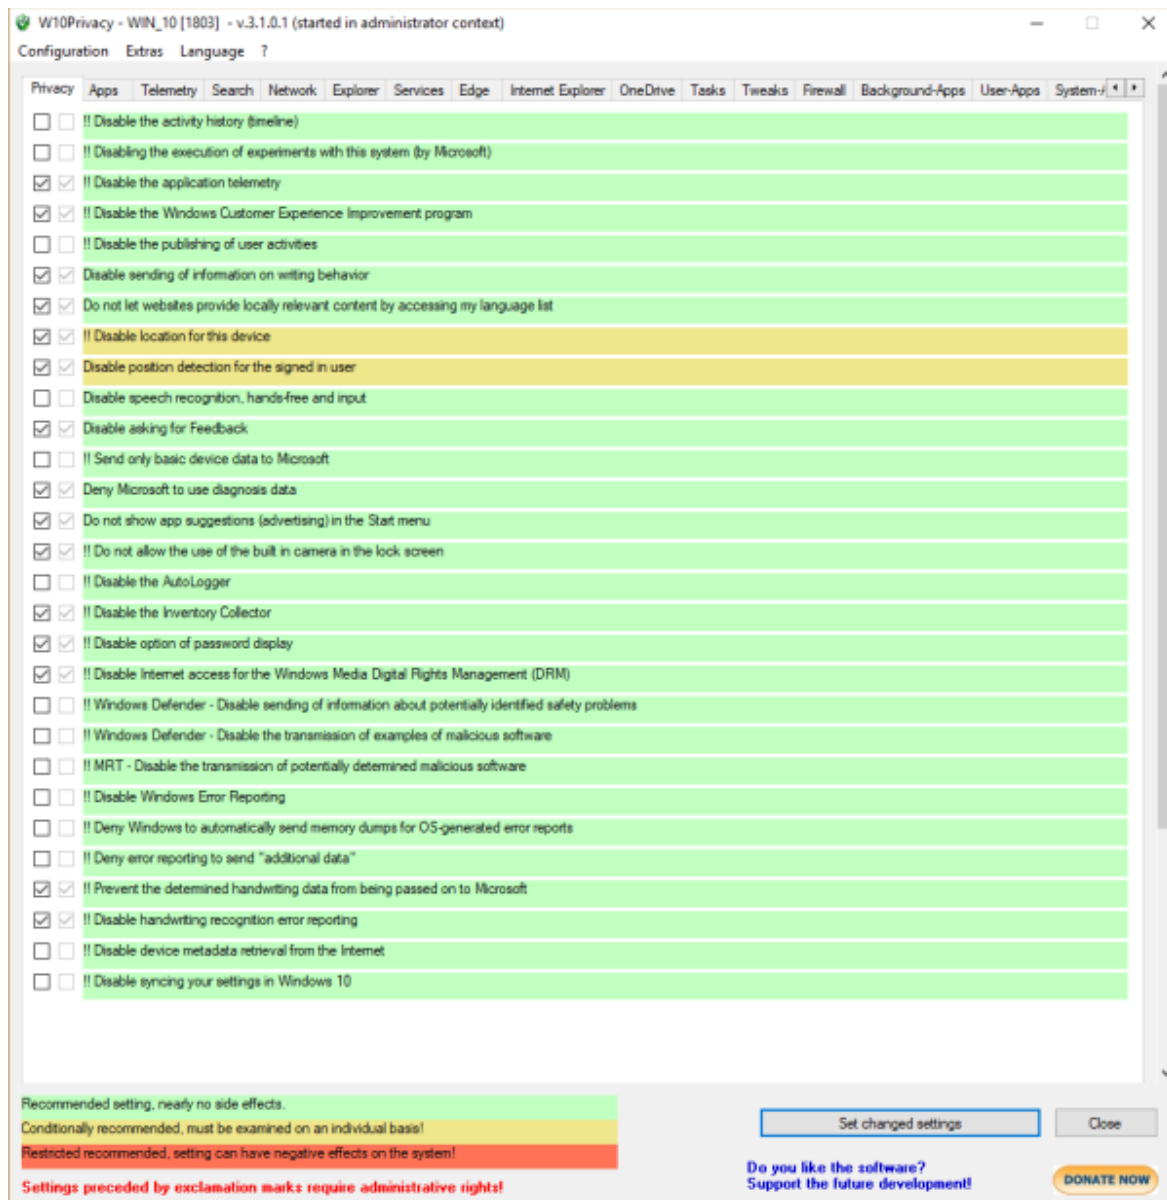 W10Privacy - WIN_10 [1803] - v.3.1.0.1 (started in administrator context)
Configuration Extras Language ?
Privacy Apps Telemetry Search Network Explorer Services Edge Internet Explorer OneDrive Tasks Tweaks Firewall Background-Apps User-Apps System-
!! Disable the activity history (timeline)
!! Disabling the execution of experiments with this system (by Microsoft)
!! Disable the application telemetry
!! Disable the Windows Customer Experience Improvement program
!! Disable the publishing of user activities
Disable sending of information on writing behavior
Do not let websites provide locally relevant content by accessing my language list
!! Disable location for this device
Disable position detection for the signed in user
Disable speech recognition, hands-free and input
Disable asking for Feedback
!! Send only basic device data to Microsoft
Deny Microsoft to use diagnosis data
Do not show app suggestions (advertising) in the Start menu
!! Do not allow the use of the built in camera in the lock screen
!! Disable the AutoLogger
!! Disable the Inventory Collector
!! Disable option of password display
!! Disable Internet access for the Windows Media Digital Rights Management (DRM)
!! Windows Defender - Disable sending of information about potentially identified safety problems
!! Windows Defender - Disable the transmission of examples of malicious software
!! MRT - Disable the transmission of potentially determined malicious software
!! Disable Windows Error Reporting
!! Deny Windows to automatically send memory dumps for OS-generated error reports
!! Deny error reporting to send "additional data"
!! Prevent the determined handwriting data from being passed on to Microsoft
!! Disable handwriting recognition error reporting
!! Disable device metadata retrieval from the Internet
!! Disable syncing your settings in Windows 10
Recommended setting, nearly no side effects.
Conditionally recommended, must be examined on an individual basis!
Restricted recommended, setting can have negative effects on the system!
Settings preceded by exclamation marks require administrative rights!
Set changed settings
Close
Do you like the software?
Support the future development!
DONATE NOW